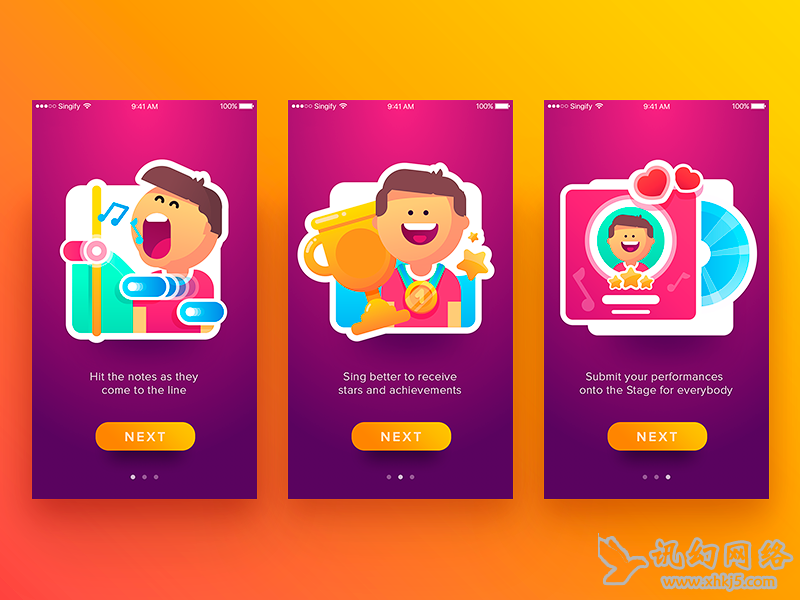 Singify 9:41 AM 100%
Hit the notes as they
come to the line
NEXT
Singify 9:41 AM 100%
1
Sing better to receive
stars and achievements
NEXT
Singify 9:41 AM 100%
Submit your performances
onto the Stage for everybody
NEXT
讯幻网络
www.xhkj5.com